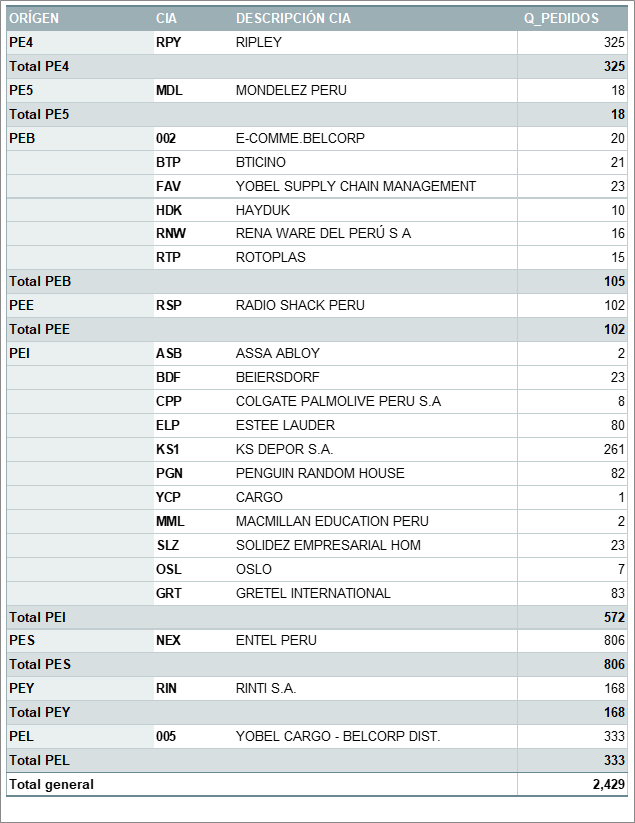 ORÍGEN CIA DESCRIPCIÓN CIA Q_PEDIDOS
PE4 RPY RIPLEY 325
Total PE4 325
PE5 MDL MONDELEZ PERU 18
Total PE5 18
PEB 002 E-COMME.BELCORP 20
BTP BTICINO 21
FAV YOBEL SUPPLY CHAIN MANAGEMENT 23
HDK HAYDUK 10
RNW RENA WARE DEL PERÚ S A 16
RTP ROTOPLAS 15
Total PEB 105
PEE RSP RADIO SHACK PERU 102
Total PEE 102
PEI ASB ASSA ABLOY 2
BDF BEIERSDORF 23
CPP COLGATE PALMOLIVE PERU S.A 8
ELP ESTEE LAUDER 80
KS1 KS DEPOR S.A. 261
PGN PENGUIN RANDOM HOUSE 82
YCP CARGO 1
MML MACMILLAN EDUCATION PERU 2
SLZ SOLIDEZ EMPRESARIAL HOM 23
OSL OSLO 7
GRT GRETEL INTERNATIONAL 83
Total PEI 572
PES NEX ENTEL PERU 806
Total PES 806
PEY RIN RINTI S.A. 168
Total PEY 168
PEL 005 YOBEL CARGO - BELCORP DIST. 333
Total PEL 333
Total general 2,429